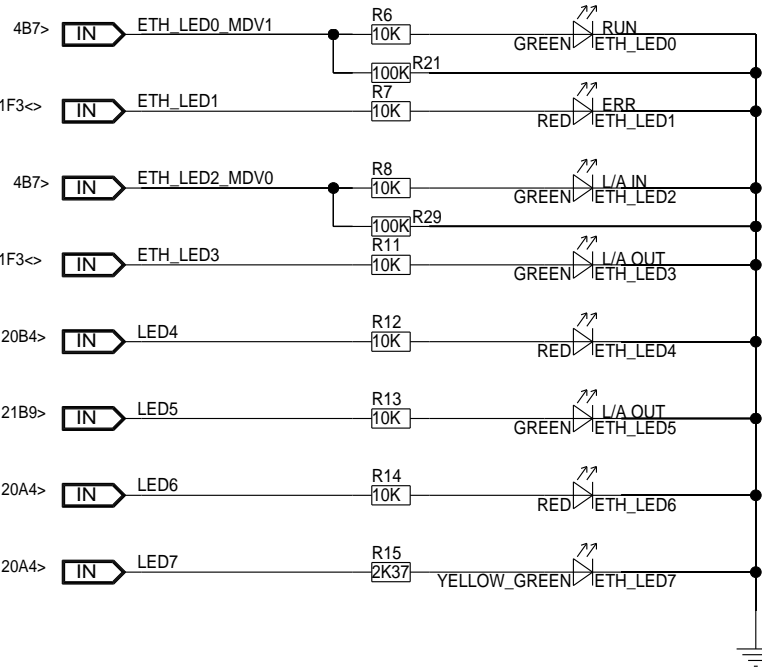 4B7> IN ETH_LED0_MDV1 R6 10K GREEN RUN ETH_LED0
100K R21
1F3<> IN ETH_LED1 R7 10K RED ERR ETH_LED1
4B7> IN ETH_LED2_MDV0 R8 10K GREEN L/A IN ETH_LED2
100K R29
1F3<> IN ETH_LED3 R11 10K GREEN L/A OUT ETH_LED3
20B4> IN LED4 R12 10K RED ETH_LED4
21B9> IN LED5 R13 10K GREEN L/A OUT ETH_LED5
20A4> IN LED6 R14 10K RED ETH_LED6
20A4> IN LED7 R15 2K37 YELLOW_GREEN ETH_LED7